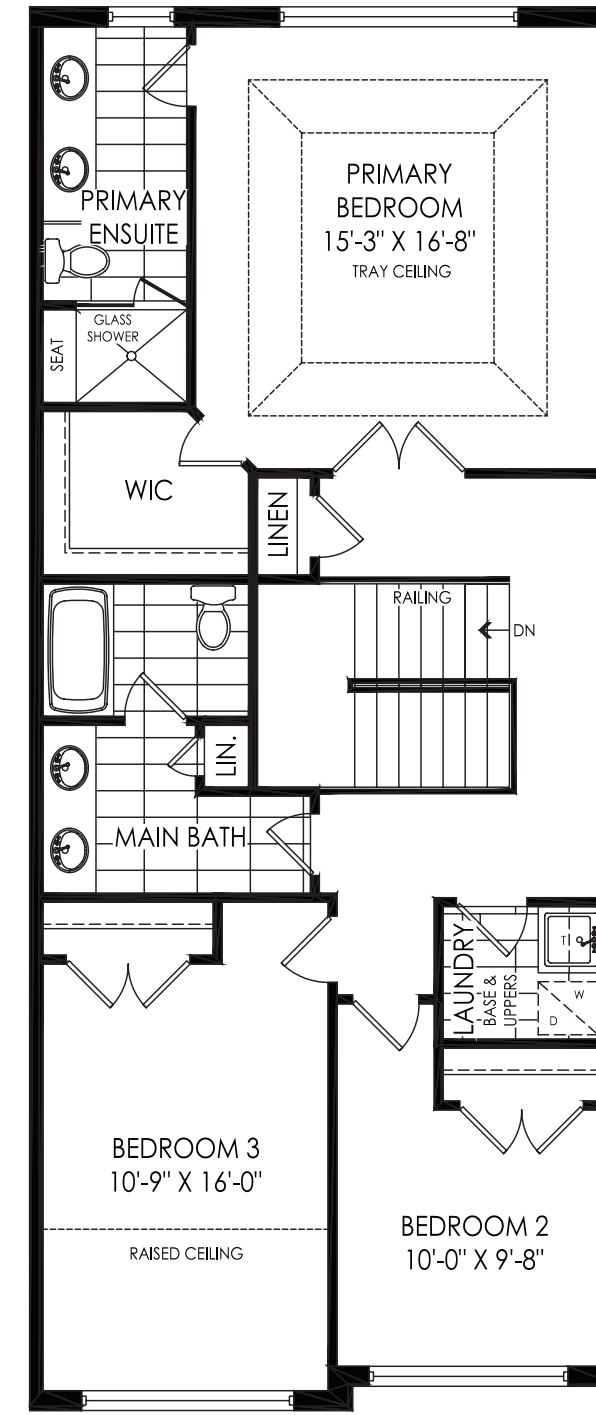 PRIMARY
ENSUITE
PRIMARY
BEDROOM
15'-3" X 16'-8"
TRAY CEILING
GLASS
SHOWER
SEAT
WIC
LINEN
RAILING
DN
LIN.
MAIN BATH
LAUNDRY
BASE &
UPPERS
T
W
D
BEDROOM 3
10'-9" X 16'-0"
RAISED CEILING
BEDROOM 2
10'-0" X 9'-8"